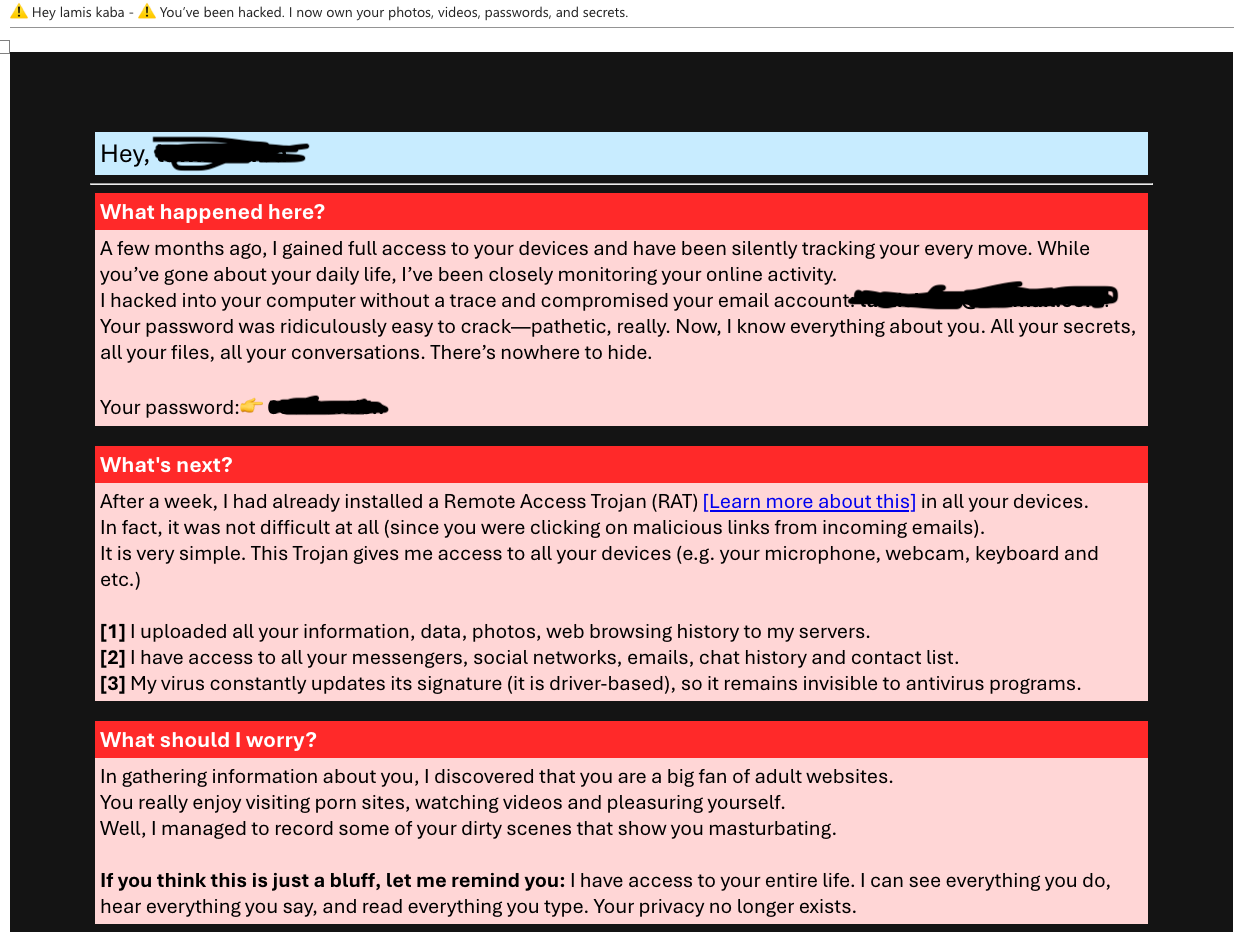 ⚠️ Hey lamis kaba - ⚠️ You've been hacked. I now own your photos, videos, passwords, and secrets.
Hey,
What happened here?
A few months ago, I gained full access to your devices and have been silently tracking your every move. While
you've gone about your daily life, I've been closely monitoring your online activity.
I hacked into your computer without a trace and compromised your email account:
Your password was ridiculously easy to crack—pathetic, really. Now, I know everything about you. All your secrets,
all your files, all your conversations. There's nowhere to hide.
Your password:👉
What's next?
After a week, I had already installed a Remote Access Trojan (RAT) [Learn more about this] in all your devices.
In fact, it was not difficult at all (since you were clicking on malicious links from incoming emails).
It is very simple. This Trojan gives me access to all your devices (e.g. your microphone, webcam, keyboard and
etc.)
[1] I uploaded all your information, data, photos, web browsing history to my servers.
[2] I have access to all your messengers, social networks, emails, chat history and contact list.
[3] My virus constantly updates its signature (it is driver-based), so it remains invisible to antivirus programs.
What should I worry?
In gathering information about you, I discovered that you are a big fan of adult websites.
You really enjoy visiting porn sites, watching videos and pleasuring yourself.
Well, I managed to record some of your dirty scenes that show you masturbating.
If you think this is just a bluff, let me remind you: I have access to your entire life. I can see everything you do,
hear everything you say, and read everything you type. Your privacy no longer exists.